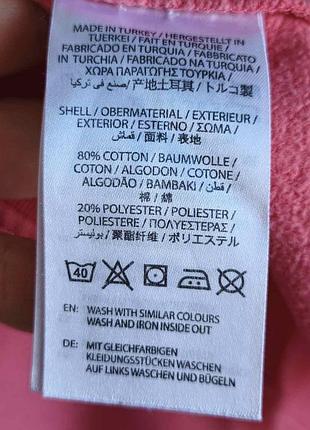 MADE IN TURKEY / HERGESTELLT IN
TUERKEI / FAIT EN TURQUIE /
FABRICADO EN TURQUIA / FABBRICATO
IN TURCHIA / FABRICADO NA TURQUIA /
ΧΩΡΑ ΠΑΡΑΓΩΓΗΣ ΤΟΥΡΚΙΑ /
صنع في تركيا / 产地土耳其 / トルコ製
SHELL / OBERMATERIAL / EXTERIEUR /
EXTERIOR / ESTERNO / ΣΩΜΑ /
قماش / 面料 / 表地
80% COTTON / BAUMWOLLE /
COTON / ALGODON / COTONE /
ALGODÃO / BAMBAKI / قطن /
棉 / 綿
20% POLYESTER / POLIESTER /
POLIESTERE / ΠΟΛΥΕΣΤΕΡΑΣ /
بوليستر / 聚酯纤维 / ポリエステル
40
EN: WASH WITH SIMILAR COLOURS
WASH AND IRON INSIDE OUT
DE: MIT GLEICHFARBIGEN
KLEIDUNGSSTÜCKEN WASCHEN
AUF LINKS WASCHEN UND BÜGELN